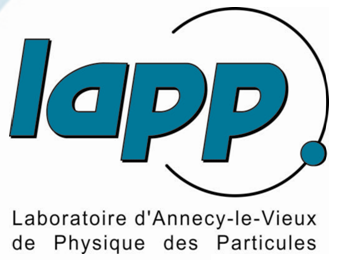 lapp
Laboratoire d'Annecy-le-Vieux
de Physique des Particules